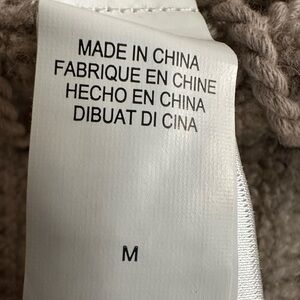 MADE IN CHINA
FABRIQUE EN CHINE
HECHO EN CHINA
DIBUAT DI CINA
M